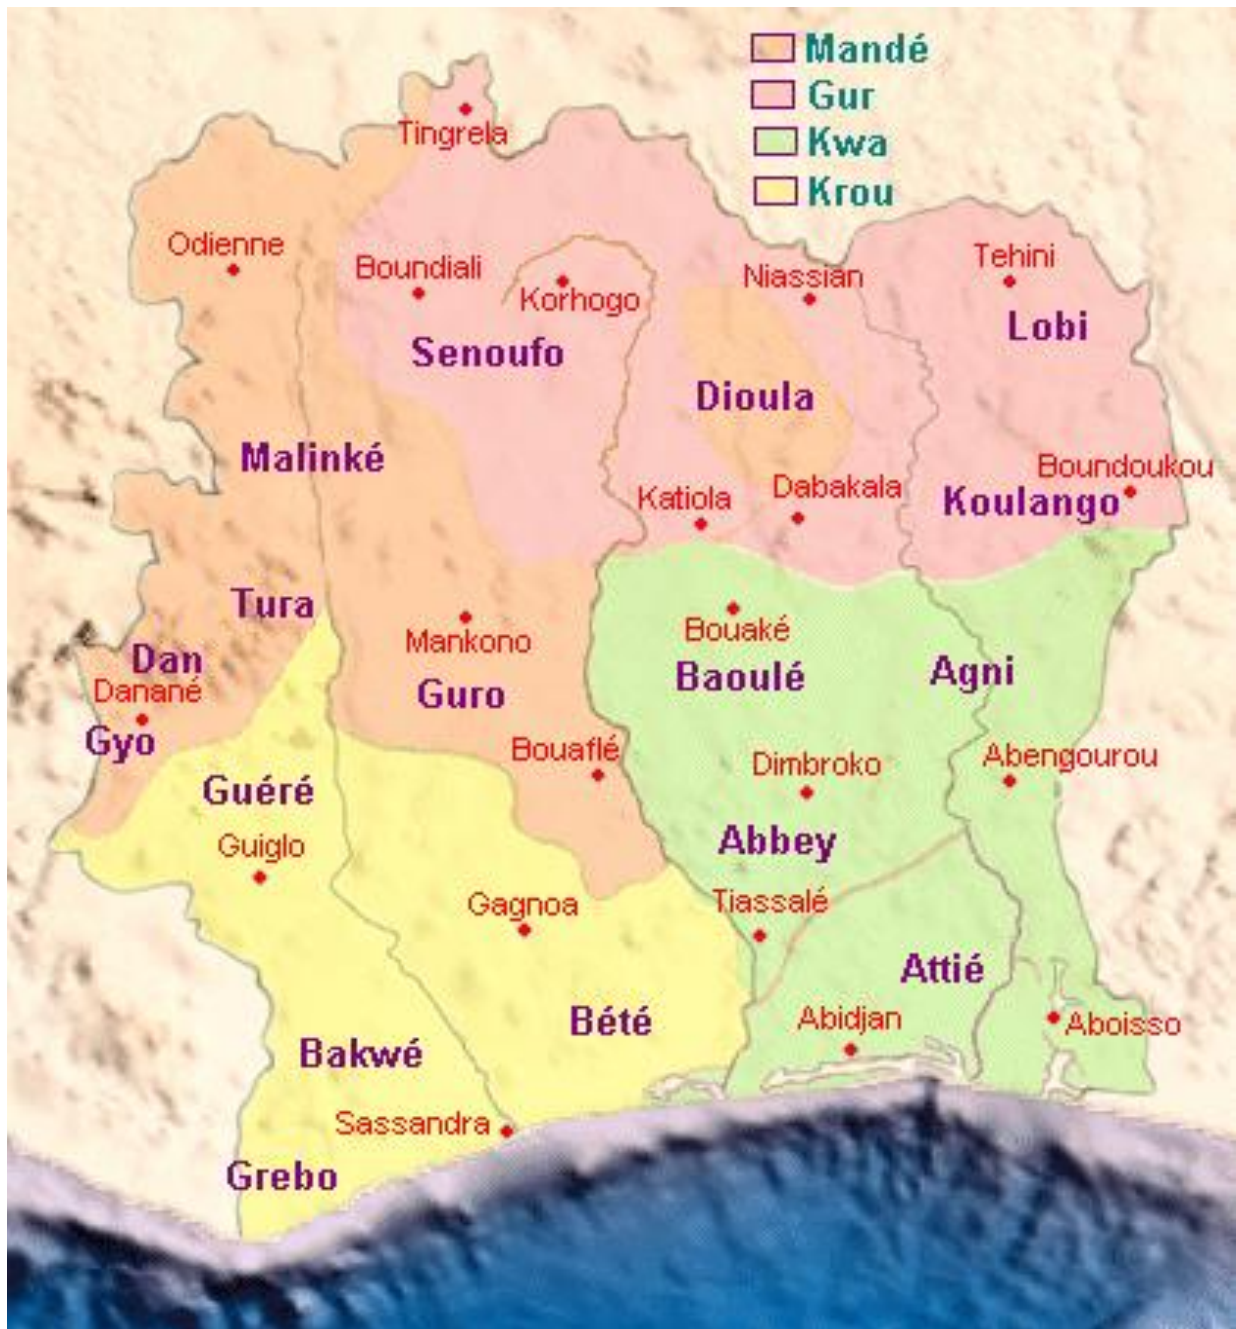 Mandé
Gur
Kwa
Krou
Tingrela
Odienne
Boundiali
Korhogo
Niassian
Tehini
Senoufo
Lobi
Dioula
Malinké
Boundoukou
Katiola
Dabakala
Koulango
Tura
Mankono
Bouaké
Dan
Danané
Guro
Baoulé
Agni
Gyo
Bouaflé
Dimbroko
Abengourou
Guéré
Guiglo
Abbey
Gagnoa
Tiassalé
Attié
Bété
Abidjan
Aboisso
Bakwé
Sassandra
Grebo